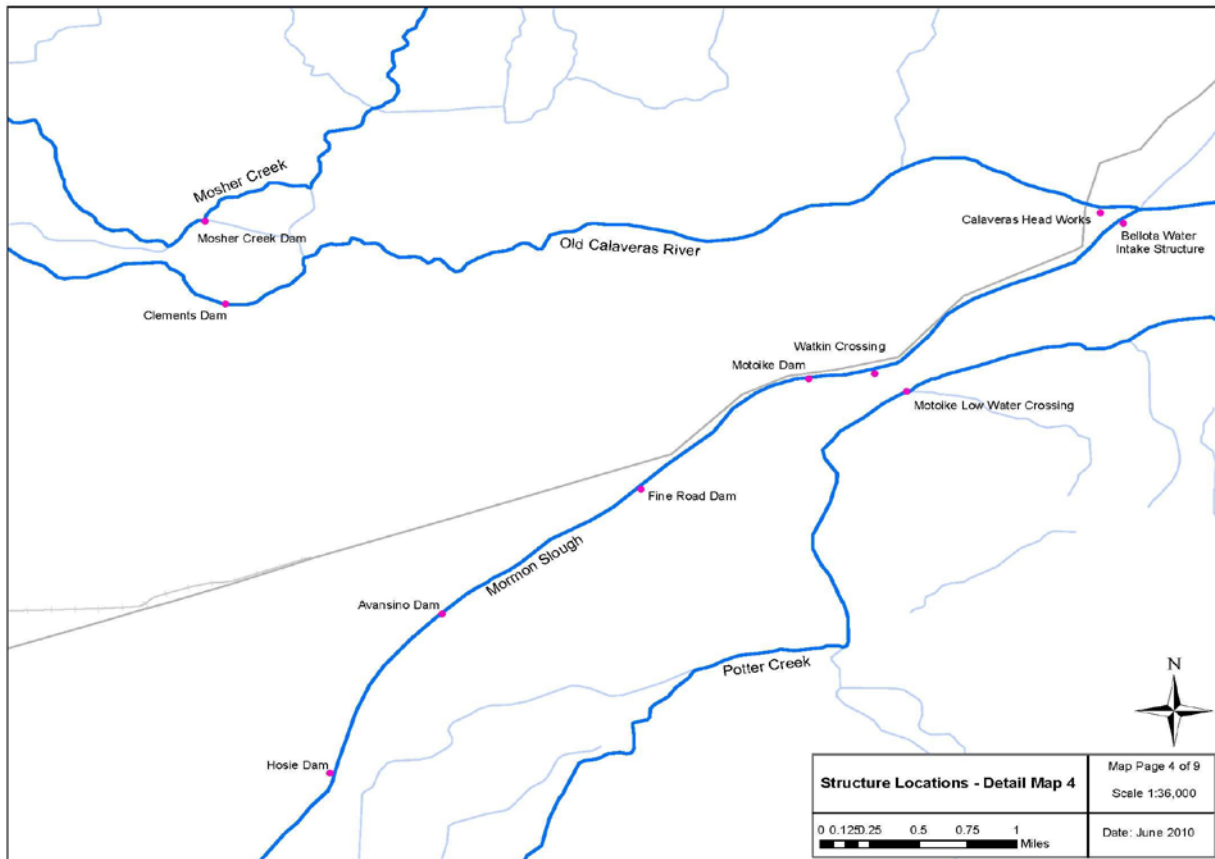 Mosher Creek
Mosher Creek Dam
Calaveras Head Works
Bellota Water
Intake Structure
Old Calaveras River
Clements Dam
Watkin Crossing
Motoike Dam
Motoike Low Water Crossing
Fine Road Dam
Mormon Slough
Avansino Dam
Potter Creek
N
Hosie Dam
Structure Locations - Detail Map 4
Map Page 4 of 9
Scale 1:36,000
0 0.125 0.25 0.5 0.75 1
Miles
Date: June 2010